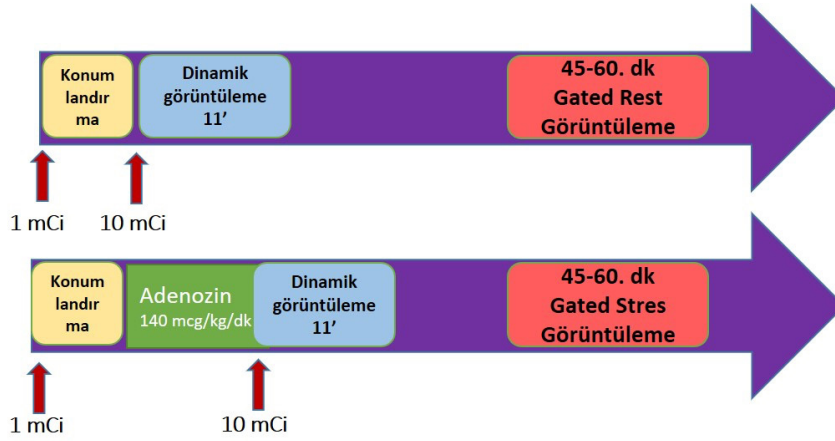 Konum
landır
ma
Dinamik
görüntüleme
11'
45-60. dk
Gated Rest
Görüntüleme
1 mCi
10 mCi
Konum
landır
ma
Adenozin
140 mcg/kg/dk
Dinamik
görüntüleme
11'
45-60. dk
Gated Stres
Görüntüleme
1 mCi
10 mCi